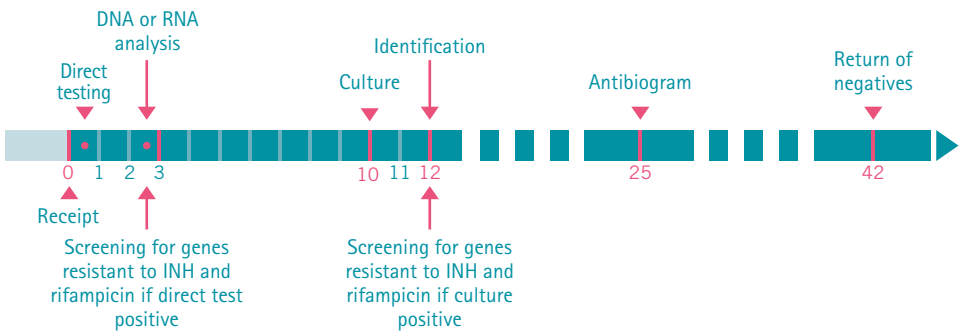 DNA or RNA
analysis
Direct
testing
Identification
Culture
Antibiogram
Return of
negatives
0 1 2 3 10 11 12 25 42
Receipt
Screening for genes
resistant to INH and
rifampicin if direct test
positive
Screening for genes
resistant to INH and
rifampicin if culture
positive